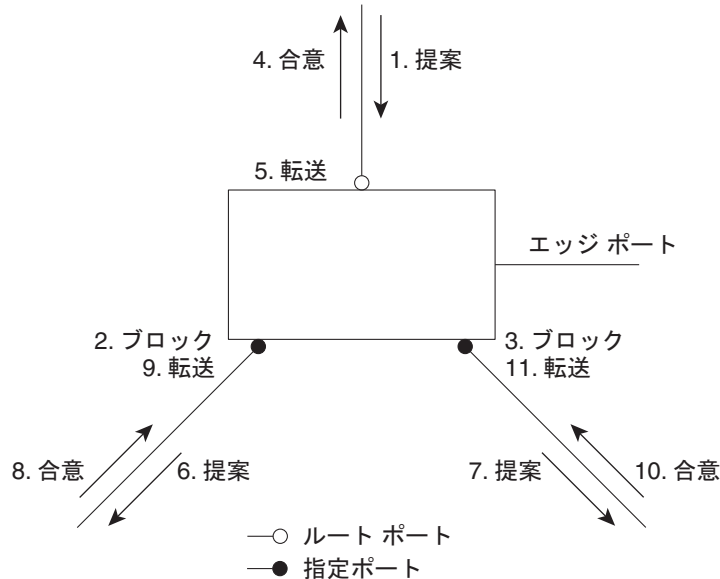 4. 合意
1. 提案
5. 転送
エッジ ポート
2. ブロック
9. 転送
3. ブロック
11. 転送
8. 合意
6. 提案
7. 提案
10. 合意
ルート ポート
指定ポート